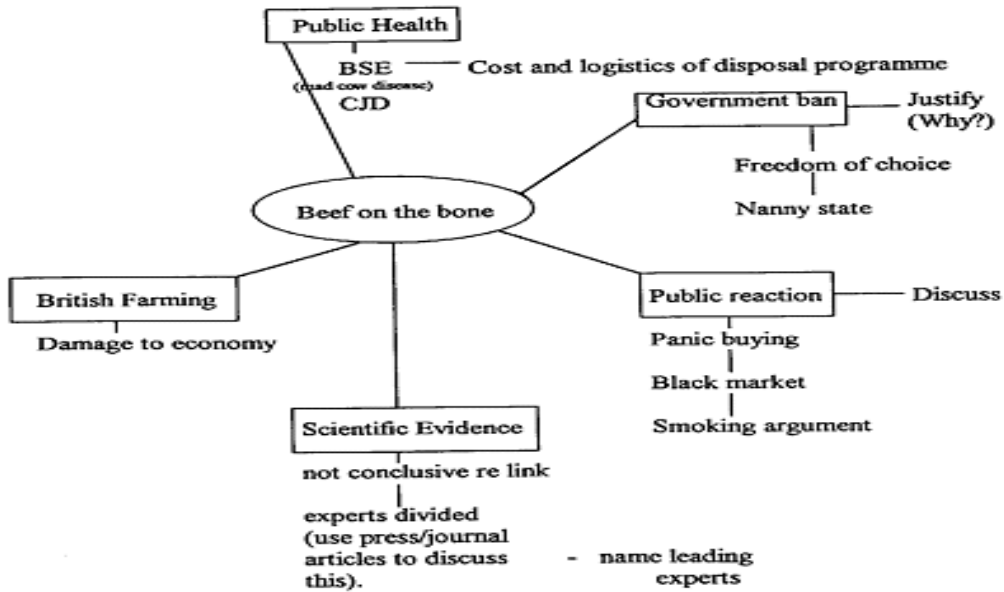 Public Health
BSE
(mad cow disease)
CJD
Cost and logistics of disposal programme
Government ban
Justify
(Why?)
Freedom of choice
Nanny state
Beef on the bone
British Farming
Damage to economy
Public reaction
Discuss
Panic buying
Black market
Smoking argument
Scientific Evidence
not conclusive re link
experts divided
(use press/journal
articles to discuss
this).
- name leading
experts